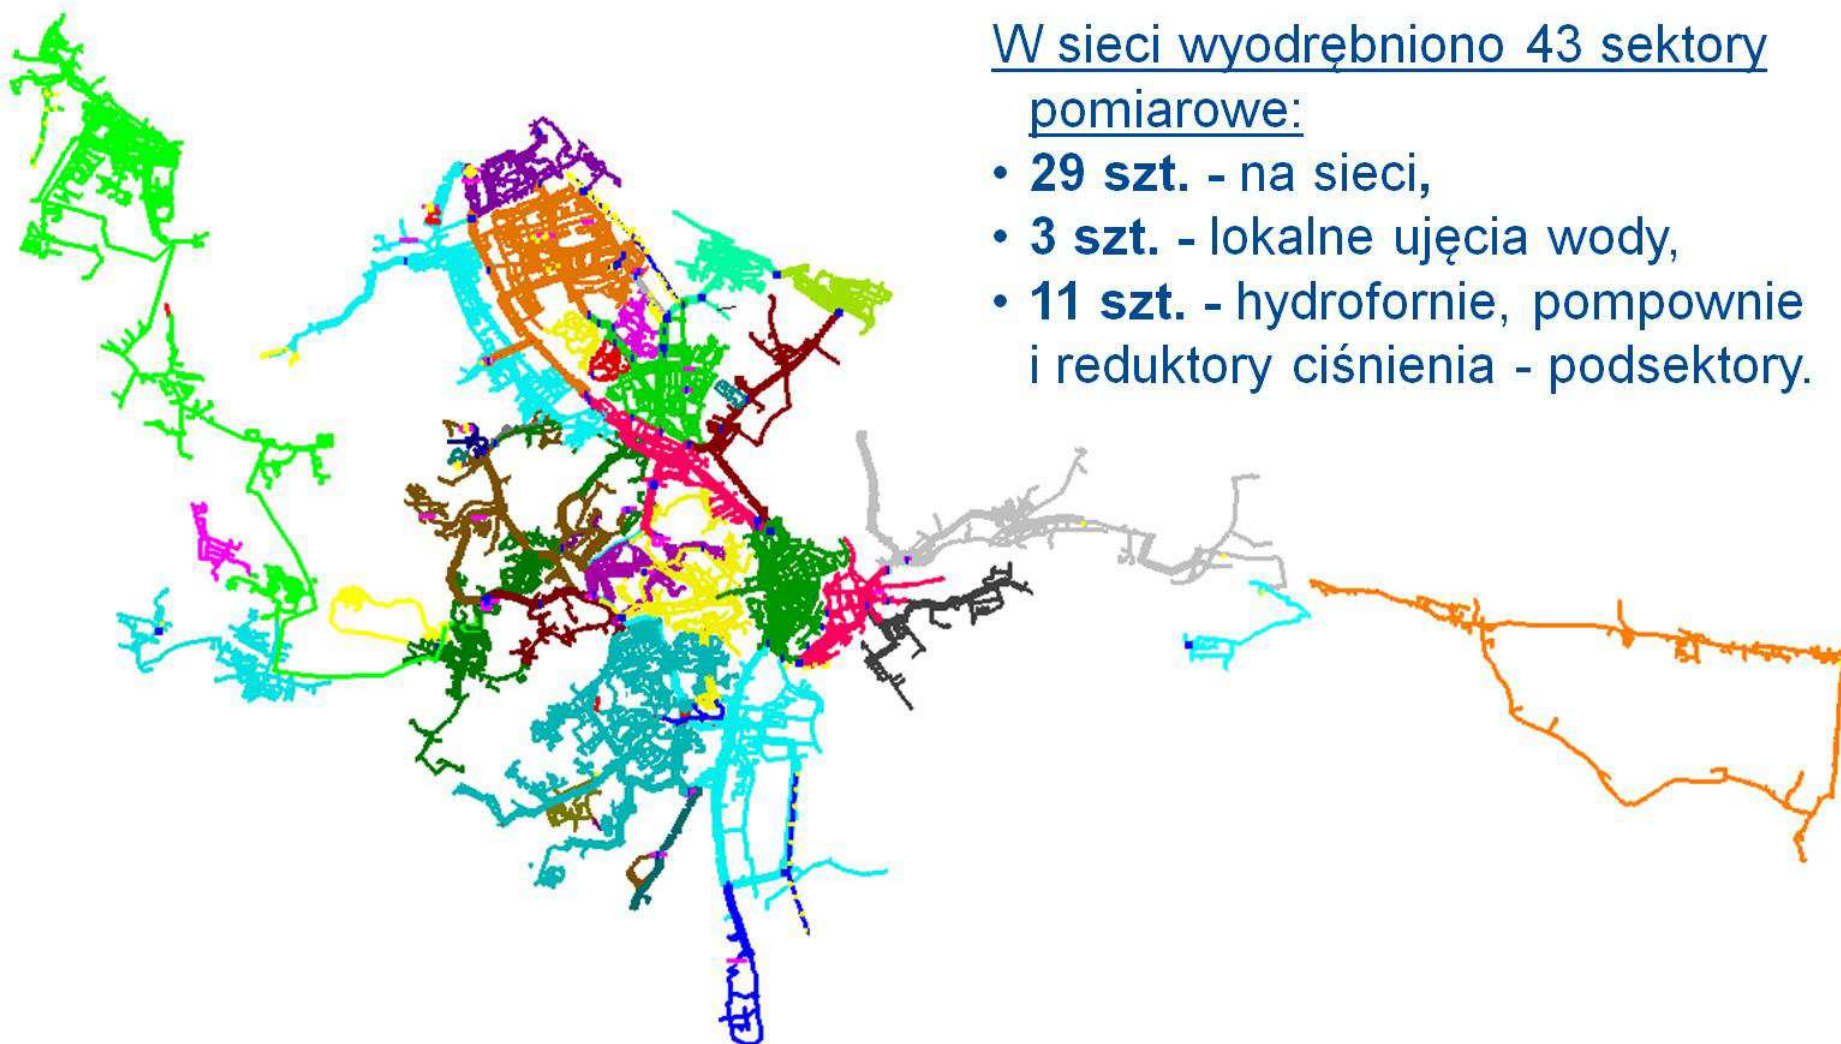 W sieci wyodrębniono 43 sektory
pomiarowe:
• 29 szt. - na sieci,
• 3 szt. - lokalne ujęcia wody,
• 11 szt. - hydrofornie, pompownie
i reduktory ciśnienia - podsektory.